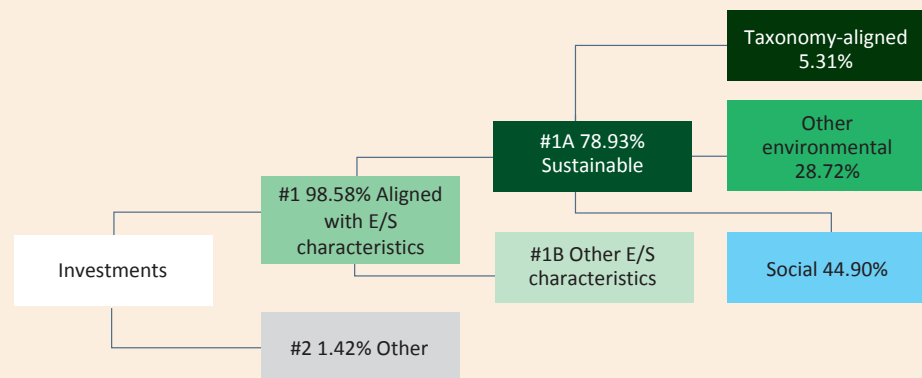 Investments
#1 98.58% Aligned
with E/S
characteristics
#2 1.42% Other
#1A 78.93%
Sustainable
#1B Other E/S
characteristics
Taxonomy-aligned
5.31%
Other
environmental
28.72%
Social 44.90%